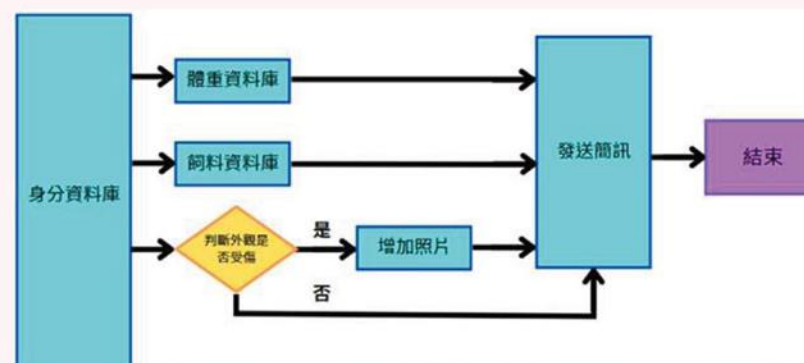 身分資料庫
體重資料庫
飼料資料庫
判斷外觀是
否受傷
是
增加照片
否
發送簡訊
結束